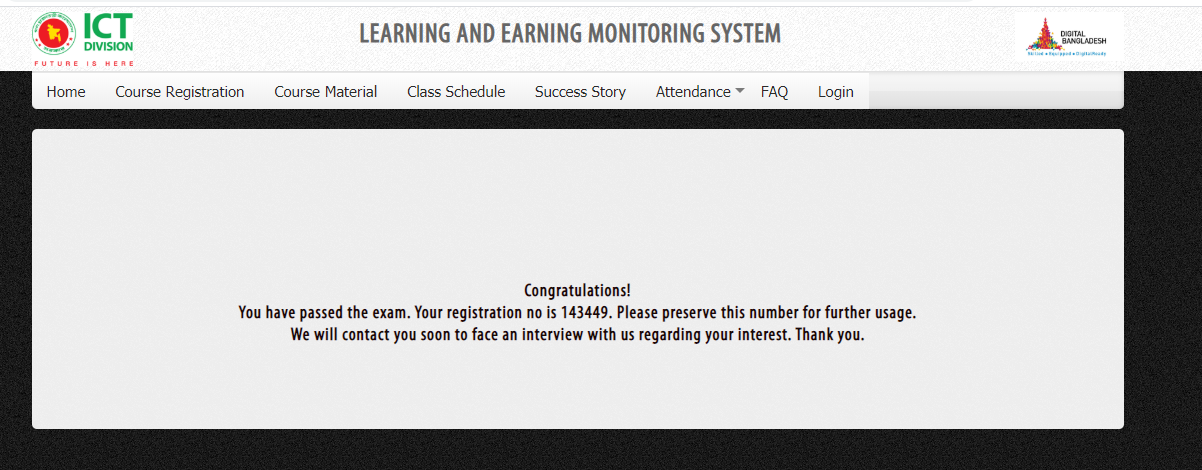 ICT
DIVISION
FUTURE IS HERE
LEARNING AND EARNING MONITORING SYSTEM
DIGITAL
BANGLADESH
Home Course Registration Course Material Class Schedule Success Story Attendance FAQ Login
Congratulations!
You have passed the exam. Your registration no is 143449. Please preserve this number for further usage.
We will contact you soon to face an interview with us regarding your interest. Thank you.